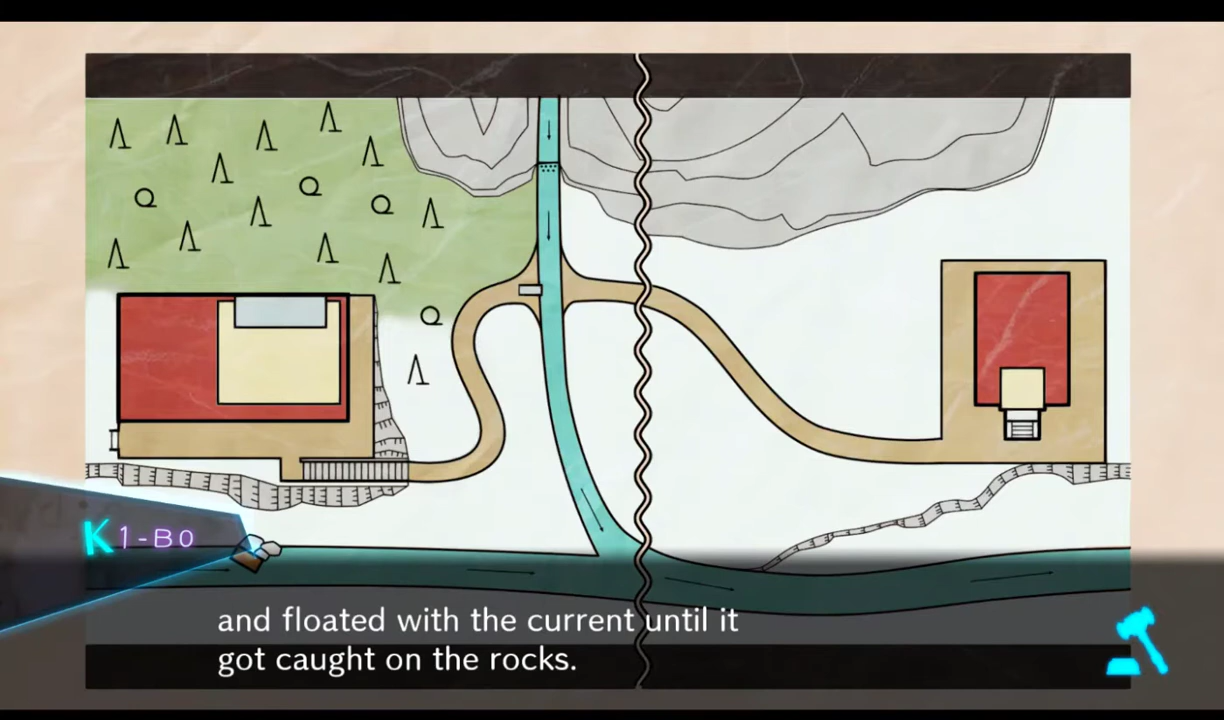 K1-B0
and floated with the current until it
got caught on the rocks.